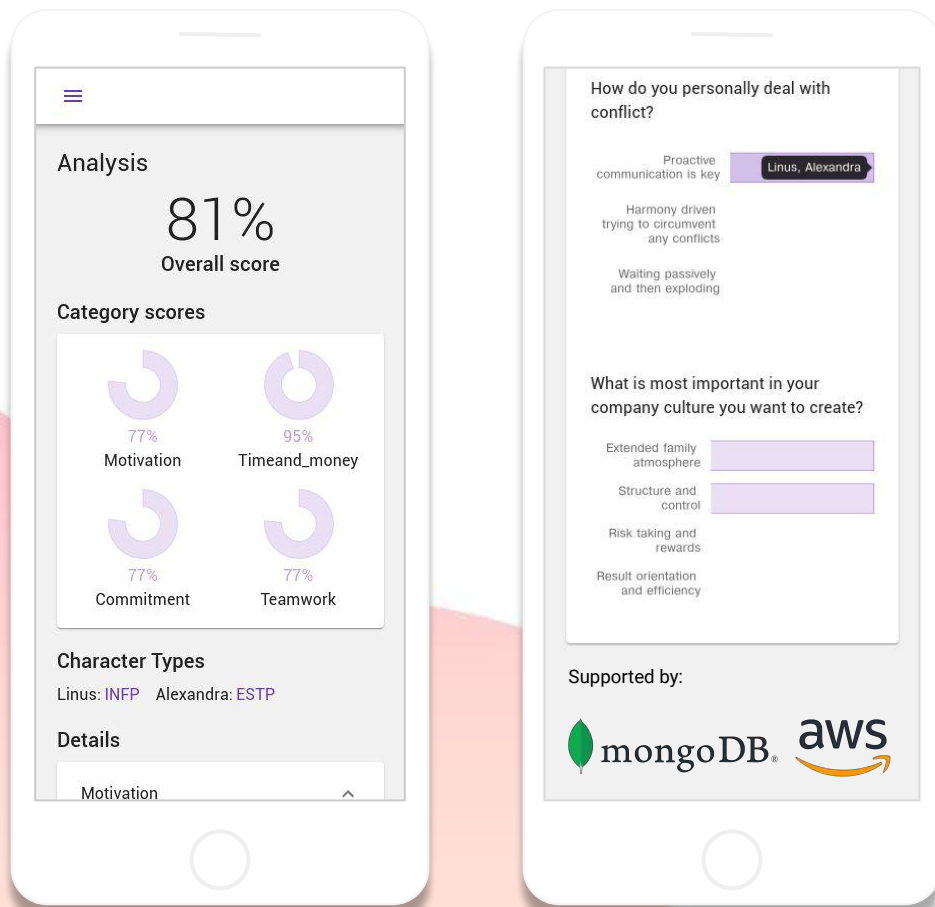 Analysis
81%
Overall score
Category scores
77%
Motivation
95%
Timeand_money
77%
Commitment
77%
Teamwork
Character Types
Linus: INFP Alexandra: ESTP
Details
Motivation
How do you personally deal with
conflict?
Proactive
communication is key
Linus, Alexandra
Harmony driven
trying to circumvent
any conflicts
Waiting passively
and then exploding
What is most important in your
company culture you want to create?
Extended family
atmosphere
Structure and
control
Risk taking and
rewards
Result orientation
and efficiency
Supported by:
mongoDB®
aws